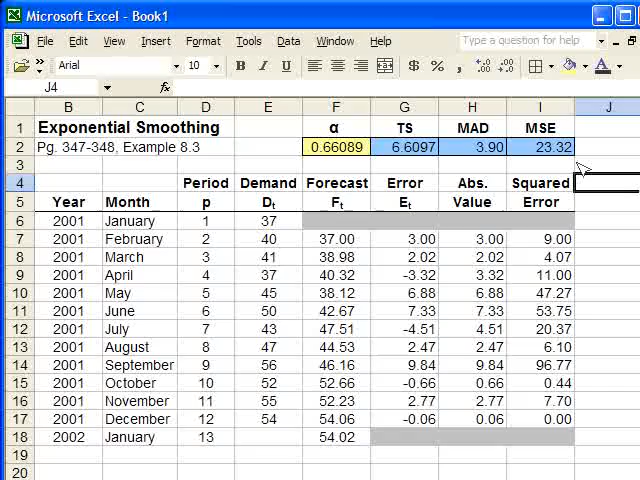 Microsoft Excel - Book1
File Edit View Insert Format Tools Data Window Help Type a question for help
Arial 10 B I U $ % , .00 .0
J4 fx
B C D E F G H I J
1 Exponential Smoothing α TS MAD MSE
2 Pg. 347-348, Example 8.3 0.66089 6.6097 3.90 23.32
3
4 Period Demand Forecast Error Abs. Squared
5 Year Month p Dt Ft Et Value Error
6 2001 January 1 37
7 2001 February 2 40 37.00 3.00 3.00 9.00
8 2001 March 3 41 38.98 2.02 2.02 4.07
9 2001 April 4 37 40.32 -3.32 3.32 11.00
10 2001 May 5 45 38.12 6.88 6.88 47.27
11 2001 June 6 50 42.67 7.33 7.33 53.75
12 2001 July 7 43 47.51 -4.51 4.51 20.37
13 2001 August 8 47 44.53 2.47 2.47 6.10
14 2001 September 9 56 46.16 9.84 9.84 96.77
15 2001 October 10 52 52.66 -0.66 0.66 0.44
16 2001 November 11 55 52.23 2.77 2.77 7.70
17 2001 December 12 54 54.06 -0.06 0.06 0.00
18 2002 January 13 54.02
19
20